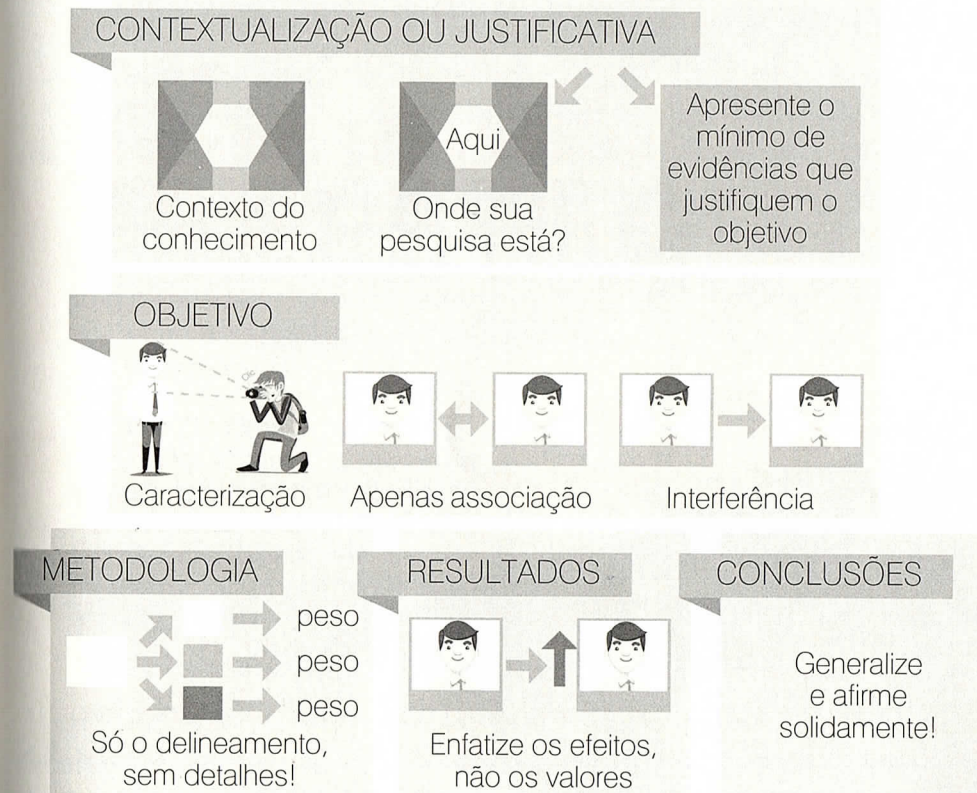 CONTEXTUALIZAÇÃO OU JUSTIFICATIVA
Contexto do
conhecimento
Aqui
Onde sua
pesquisa está?
Apresente o
mínimo de
evidências que
justifiquem o
objetivo
OBJETIVO
Clic
Caracterização
Apenas associação
Interferência
METODOLOGIA
peso
peso
peso
Só o delineamento,
sem detalhes!
RESULTADOS
Enfatize os efeitos,
não os valores
CONCLUSÕES
Generalize
e afirme
solidamente!